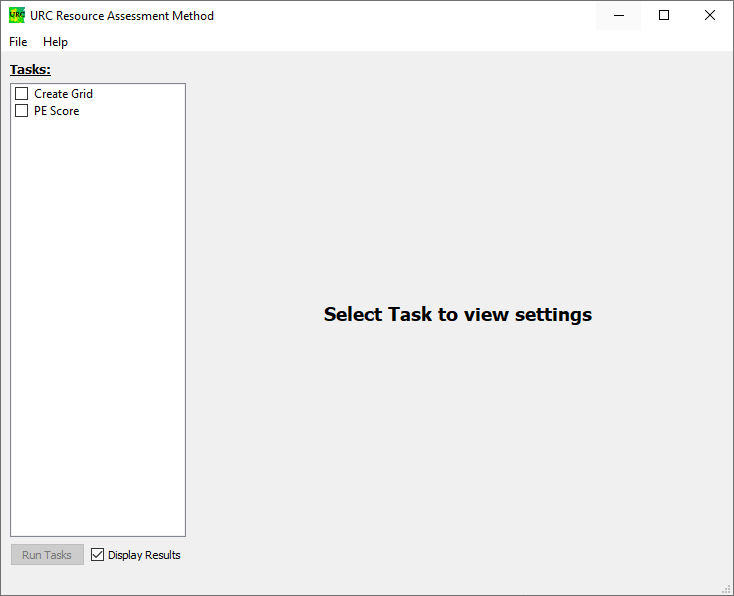 URC URC Resource Assessment Method
File Help
Tasks:
Create Grid
PE Score
Select Task to view settings
Run Tasks Display Results